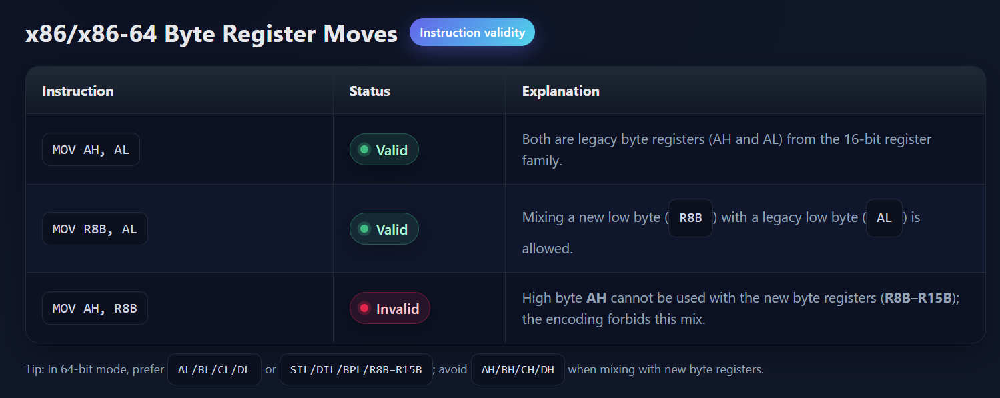 x86/x86-64 Byte Register Moves Instruction validity
Instruction Status Explanation
MOV AH, AL Valid Both are legacy byte registers (AH and AL) from the 16-bit register
family.
MOV R8B, AL Valid Mixing a new low byte ( R8B ) with a legacy low byte ( AL ) is
allowed.
MOV AH, R8B Invalid High byte AH cannot be used with the new byte registers (R8B–R15B);
the encoding forbids this mix.
Tip: In 64-bit mode, prefer AL/BL/CL/DL or SIL/DIL/BPL/R8B–R15B ; avoid AH/BH/CH/DH when mixing with new byte registers.